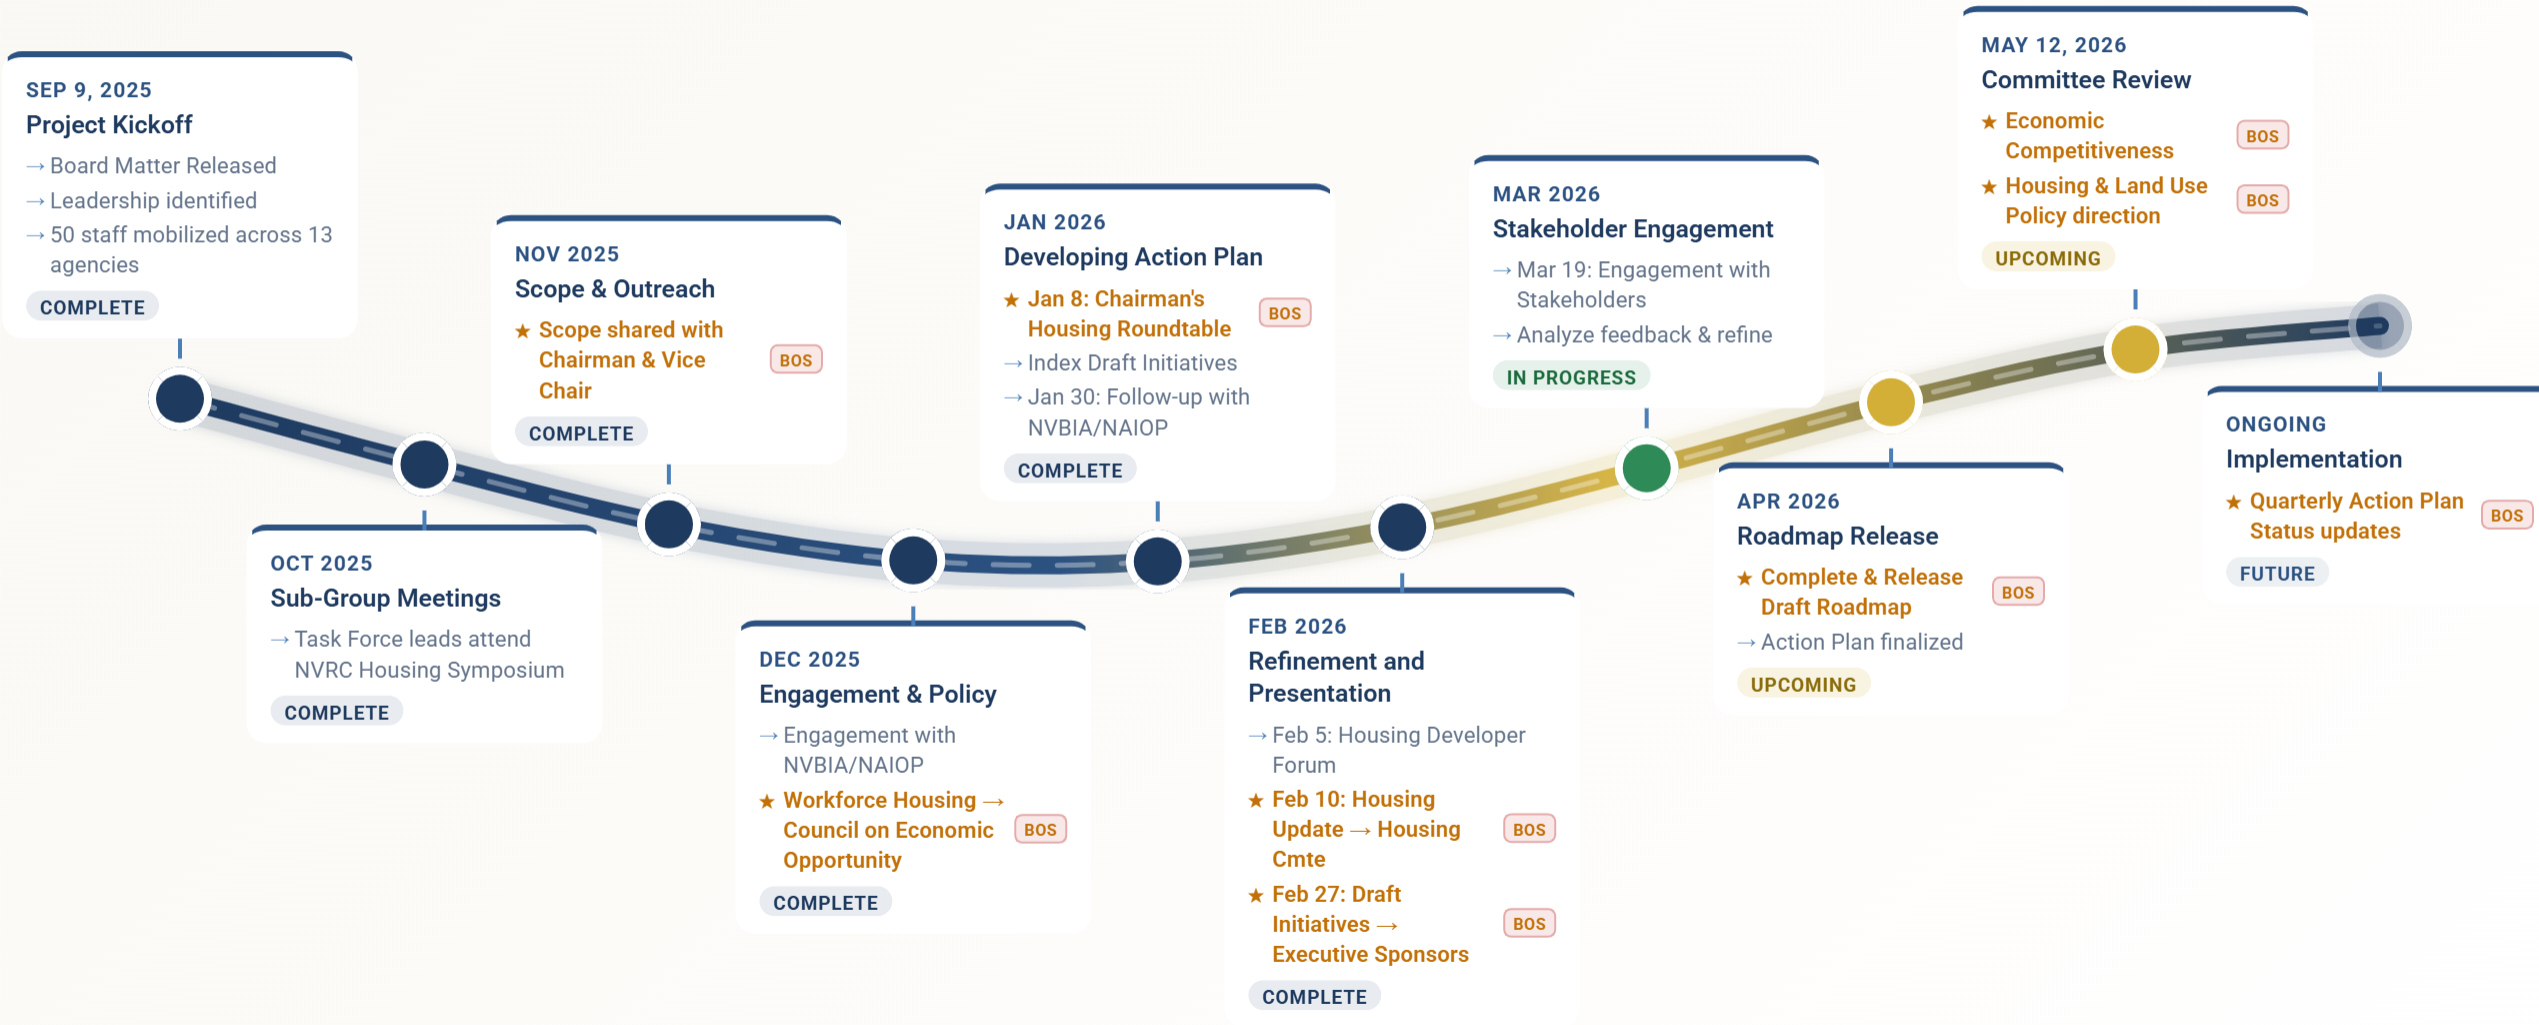 SEP 9, 2025
Project Kickoff
→ Board Matter Released
→ Leadership identified
→ 50 staff mobilized across 13
agencies
COMPLETE
OCT 2025
Sub-Group Meetings
→ Task Force leads attend
NVRC Housing Symposium
COMPLETE
NOV 2025
Scope & Outreach
★ Scope shared with
Chairman & Vice
Chair
BOS
COMPLETE
DEC 2025
Engagement & Policy
→ Engagement with
NVBIA/NAIOP
★ Workforce Housing →
Council on Economic
Opportunity
BOS
COMPLETE
JAN 2026
Developing Action Plan
★ Jan 8: Chairman's
Housing Roundtable
BOS
→ Index Draft Initiatives
→ Jan 30: Follow-up with
NVBIA/NAIOP
COMPLETE
FEB 2026
Refinement and
Presentation
→ Feb 5: Housing Developer
Forum
★ Feb 10: Housing
Update → Housing
Cmte
BOS
★ Feb 27: Draft
Initiatives →
Executive Sponsors
BOS
COMPLETE
MAR 2026
Stakeholder Engagement
→ Mar 19: Engagement with
Stakeholders
→ Analyze feedback & refine
IN PROGRESS
APR 2026
Roadmap Release
★ Complete & Release
Draft Roadmap
BOS
→ Action Plan finalized
UPCOMING
MAY 12, 2026
Committee Review
★ Economic
Competitiveness
BOS
★ Housing & Land Use
Policy direction
BOS
UPCOMING
ONGOING
Implementation
★ Quarterly Action Plan
Status updates
BOS
FUTURE